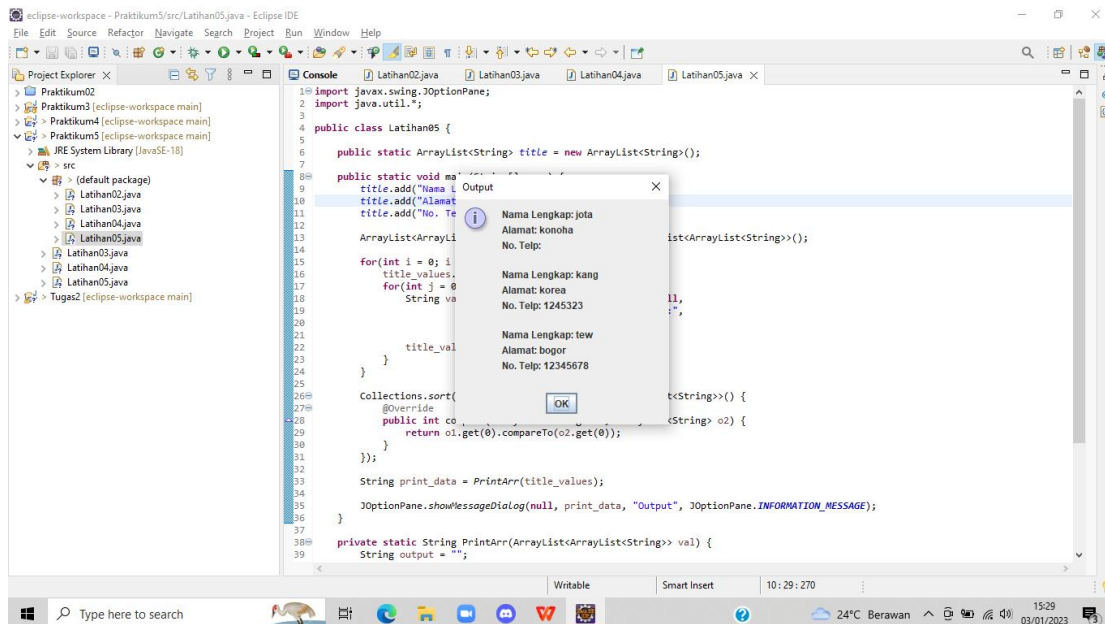 eclipse-workspace - Praktikum5/src/Latihan05.java - Eclipse IDE
File Edit Source Refactor Navigate Search Project Run Window Help
Project Explorer
Praktikum02
Praktikum3 [eclipse-workspace main]
> Praktikum4 [eclipse-workspace main]
> Praktikum5 [eclipse-workspace main]
JRE System Library [JavaSE-18]
> src
> (default package)
Latihan02.java
Latihan03.java
Latihan04.java
Latihan05.java
Latihan03.java
Latihan04.java
Latihan05.java
> Tugas2 [eclipse-workspace main]
Console Latihan02.java Latihan03.java Latihan04.java Latihan05.java
1 import javax.swing.JOptionPane;
2 import java.util.*;
3
4 public class Latihan05 {
5
6 public static ArrayList<String> title = new ArrayList<String>();
7
8 public static void
9 title.add("Nama L
10 title.add("Alamat
11 title.add("No. Te
12
13 ArrayList<ArrayLi ist<ArrayList<String>>();
14
15 for(int i = 0; i
16 title_values.
17 for(int j = 0
18 String va ll,
19 :",
20
21
22 title_val
23 }
24 }
25
26 Collections.sort( t<String>>() {
27 @Override
28 public int co <String> o2) {
29 return o1.get(0).compareTo(o2.get(0));
30 }
31 });
32
33 String print_data = PrintArr(title_values);
34
35 JOptionPane.showMessageDialog(null, print_data, "Output", JOptionPane.INFORMATION_MESSAGE);
36 }
37
38 private static String PrintArr(ArrayList<ArrayList<String>> val) {
39 String output = "";
Output
Nama Lengkap: jota
Alamat: konoha
No. Telp:
Nama Lengkap: kang
Alamat: korea
No. Telp: 1245323
Nama Lengkap: tew
Alamat: bogor
No. Telp: 12345678
OK
Writable Smart Insert 10 : 29 : 270
Type here to search
24°C Berawan
15:29
03/01/2023